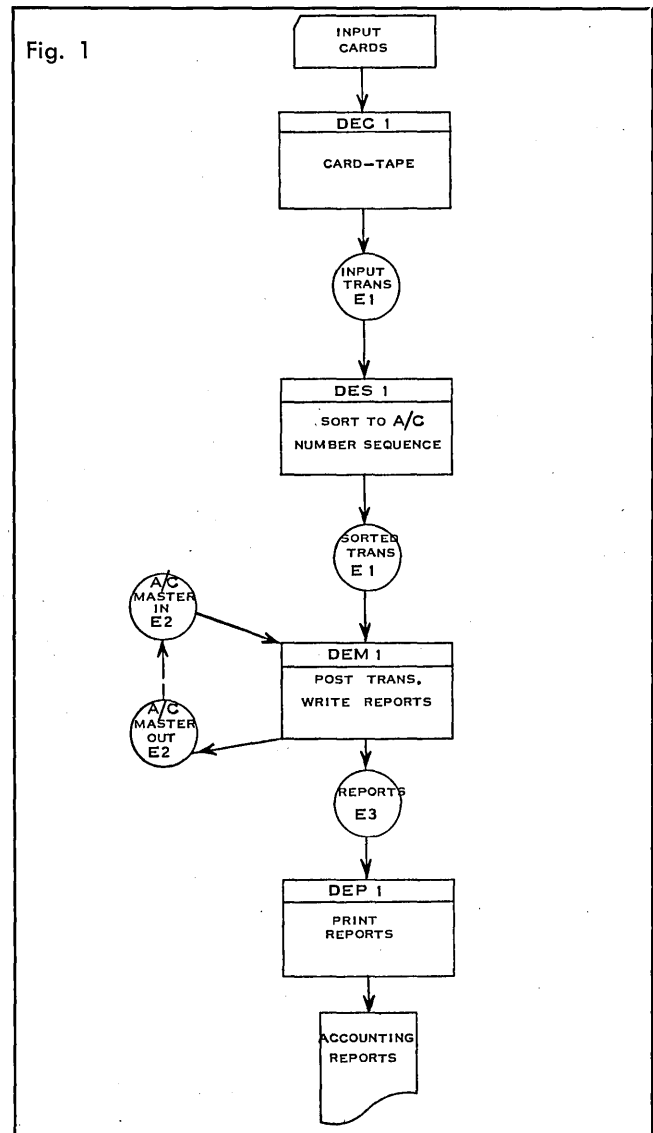 Fig. 1
INPUT
CARDS
DEC 1
CARD-TAPE
INPUT
TRANS
E1
DES 1
SORT TO A/C
NUMBER SEQUENCE
SORTED
TRANS
E1
A/C
MASTER
IN
E2
DEM 1
POST TRANS.
WRITE REPORTS
A/C
MASTER
OUT
E2
REPORTS
E3
DEP 1
PRINT
REPORTS
ACCOUNTING
REPORTS